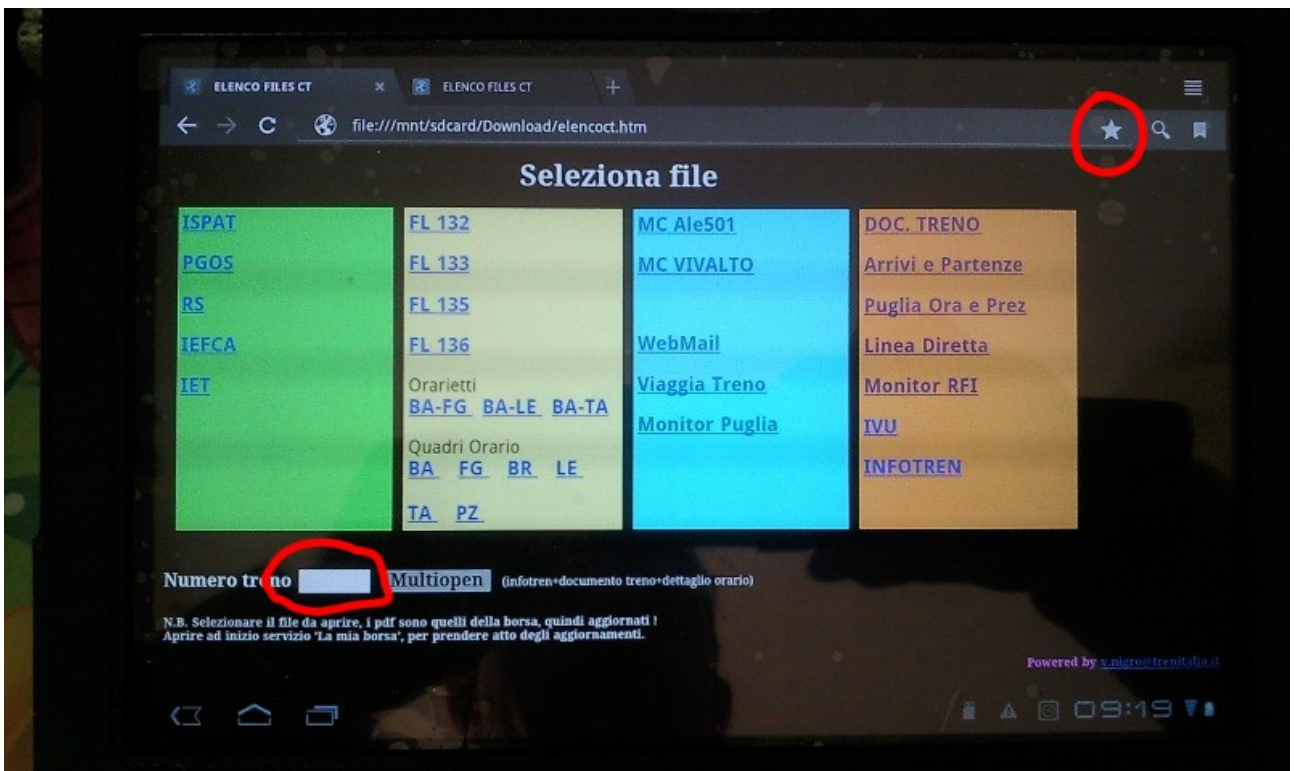 ELENCO FILES CT
ELENCO FILES CT
file:///mnt/sdcard/Download/elencoct.htm
Seleziona file
ISPAT
PGOS
RS
IEFCA
IET
FL 132
FL 133
FL 135
FL 136
Orarietti
BA-FG BA-LE BA-TA
Quadri Orario
BA FG BR LE
TA PZ
MC Ale501
MC VIVALTO
WebMail
Viaggia Treno
Monitor Puglia
DOC. TRENO
Arrivi e Partenze
Puglia Ora e Prez
Linea Diretta
Monitor RFI
IVU
INFOTREN
Numero treno Multiopen (infotren+documento treno+dettaglio orario)
N.B. Selezionare il file da aprire, i pdf sono quelli della borsa, quindi aggiornati !
Aprire ad inizio servizio 'La mia borsa', per prendere atto degli aggiornamenti.
Powered by v.nigro@trenitalia.it
09:19